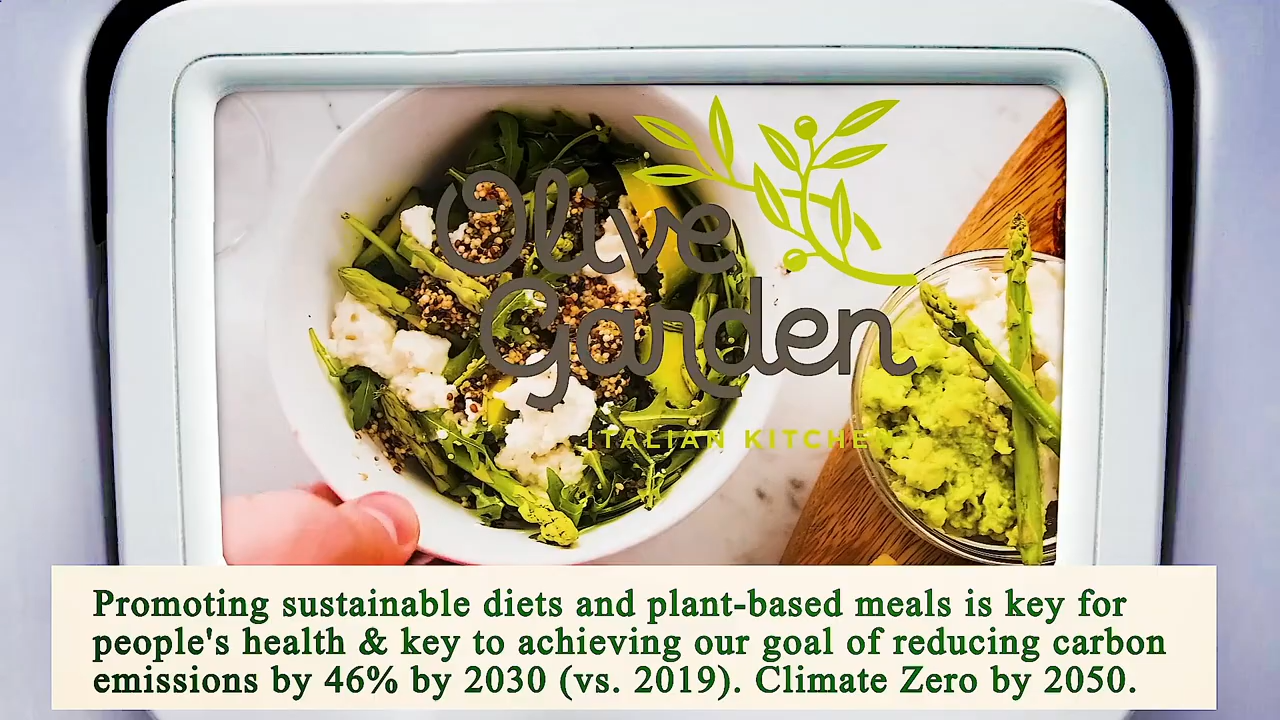 Olive
Garden
ITALIAN KITCHEN
Promoting sustainable diets and plant-based meals is key for
people's health & key to achieving our goal of reducing carbon
emissions by 46% by 2030 (vs. 2019). Climate Zero by 2050.